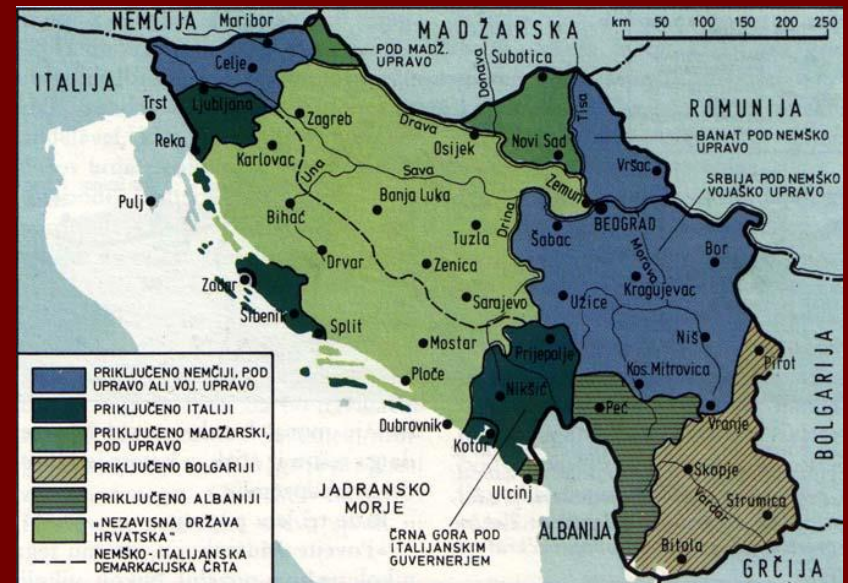 NEMČIJA
Maribor
MADŽARSKA
km 50 100 150 200 250
POD MADŽ.
UPRAVO
Celje
Subotica
Donava
Tisa
ITALIJA
Trst
Ljubljana
Zagreb
Drava
ROMUNIJA
BANAT POD NEMŠKO
UPRAVO
Reka
Karlovac
Osijek
Novi Sad
Vršac
SRBIJA POD NEMŠKO
VOJAŠKO UPRAVO
Una
Sava
Zemun
Pulj
Bihać
Banja Luka
Drina
BEOGRAD
Šabac
Tuzla
Morava
Bor
Drvar
Zenica
Kragujevac
Zadar
Sarajevo
Užice
Šibenik
Split
Niš
Mostar
Prijepolje
Pirot
BOLGARIJA
Ploče
Nikšić
Kos. Mitrovica
Peć
Vranje
Dubrovnik
Kotor
Skopje
Ulcinj
Vardar
Strumica
JADRANSKO
MORJE
ČRNA GORA POD
ITALIJANSKIM
GUVERNERJEM
ALBANIJA
Bitola
GRČIJA
PRIKLJUČENO NEMČIJI, POD
UPRAVO ALI VOJ. UPRAVO
PRIKLJUČENO ITALIJI
PRIKLJUČENO MADŽARSKI,
POD UPRAVO
PRIKLJUČENO BOLGARIJI
PRIKLJUČENO ALBANIJI
"NEZAVISNA DRŽAVA
HRVATSKA"
NEMŠKO-ITALIJANSKA
DEMARKACIJSKA ČRTA